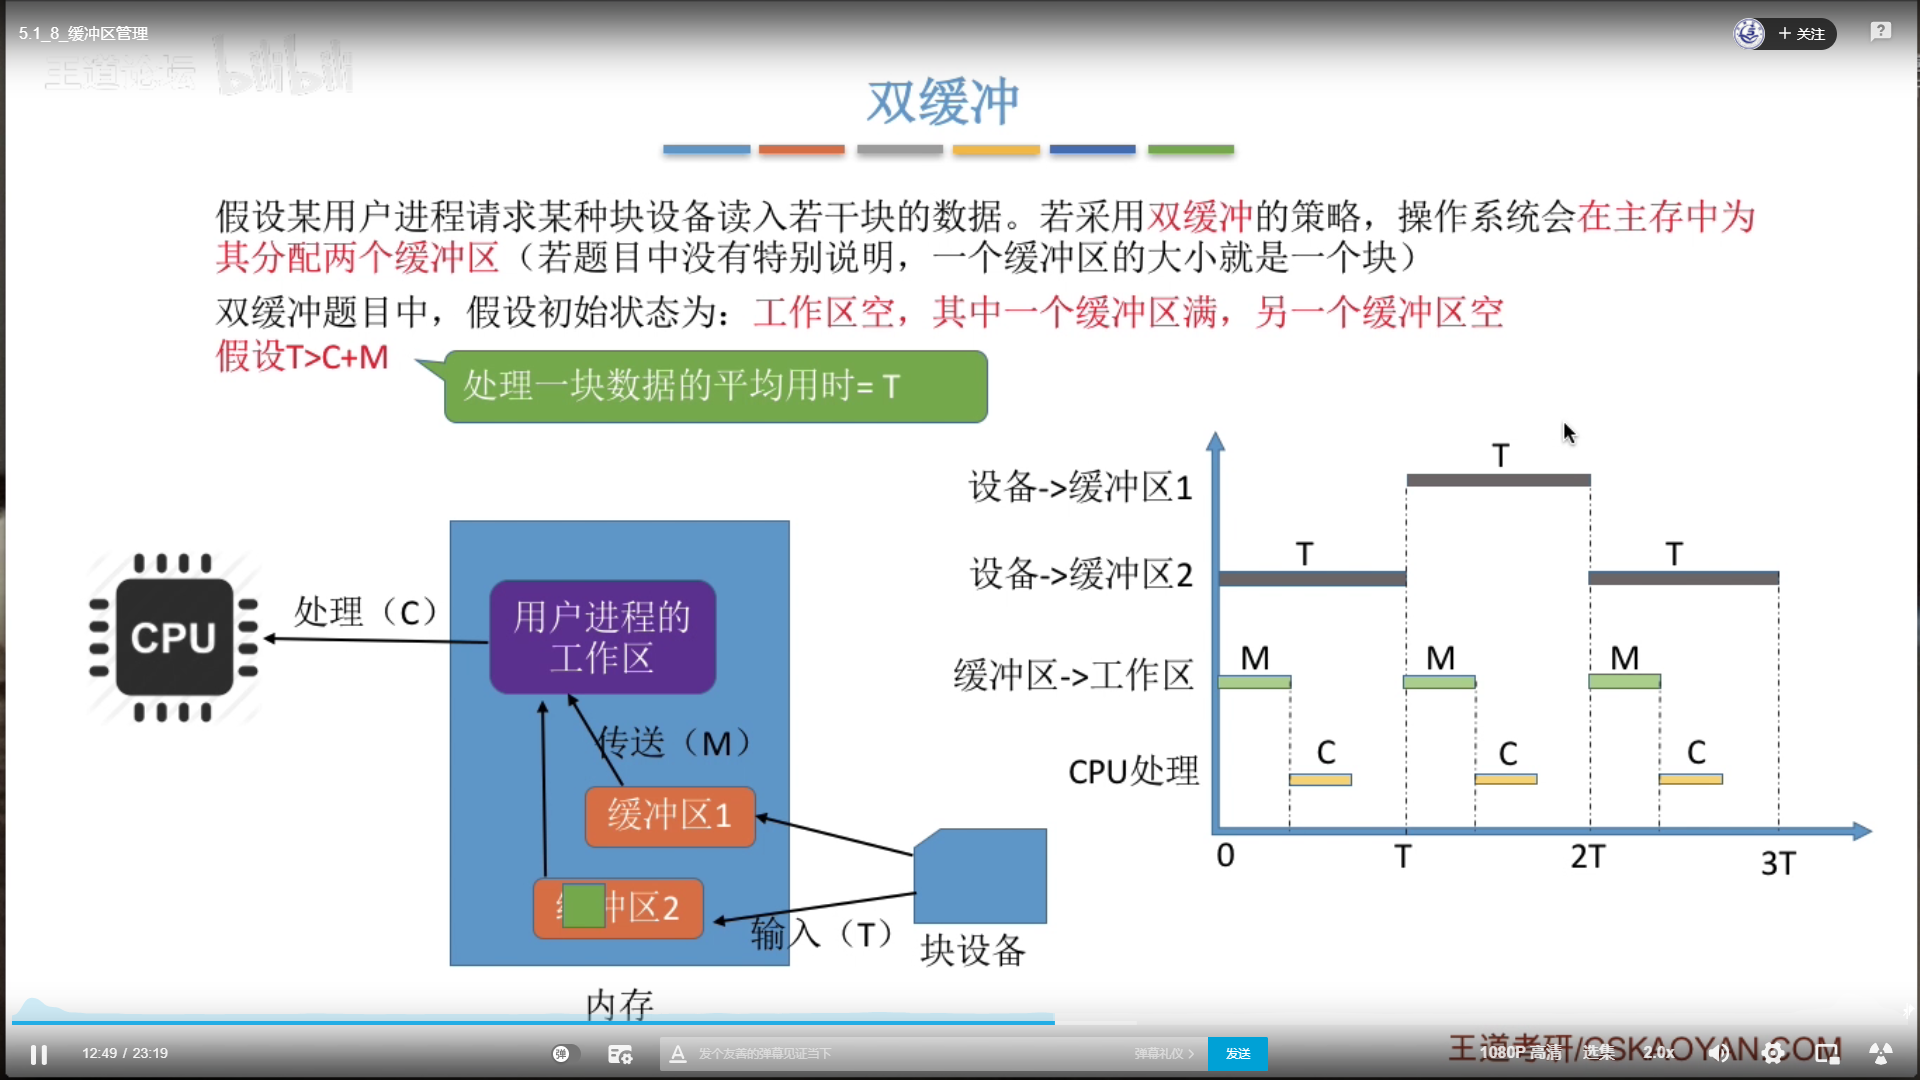 5.1_8_缓冲区管理
关注
王道论坛 bilibili
双缓冲
假设某用户进程请求某种块设备读入若干块的数据。若采用双缓冲的策略，操作系统会在主存中为
其分配两个缓冲区（若题目中没有特别说明，一个缓冲区的大小就是一个块）
双缓冲题目中，假设初始状态为：工作区空，其中一个缓冲区满，另一个缓冲区空
假设T>C+M
处理一块数据的平均用时= T
T
设备->缓冲区1
T
T
设备->缓冲区2
M
M
M
缓冲区->工作区
C
C
C
CPU处理
0
T
2T
3T
CPU
处理（C）
用户进程的
工作区
传送（M）
缓冲区1
冲区2
输入（T）
块设备
内存
12:49 / 23:19
弹
发个友善的弹幕见证当下
弹幕礼仪 >
发送
王道考研/CSKAOYAN.COM
1080P 高清
选集
2.0x